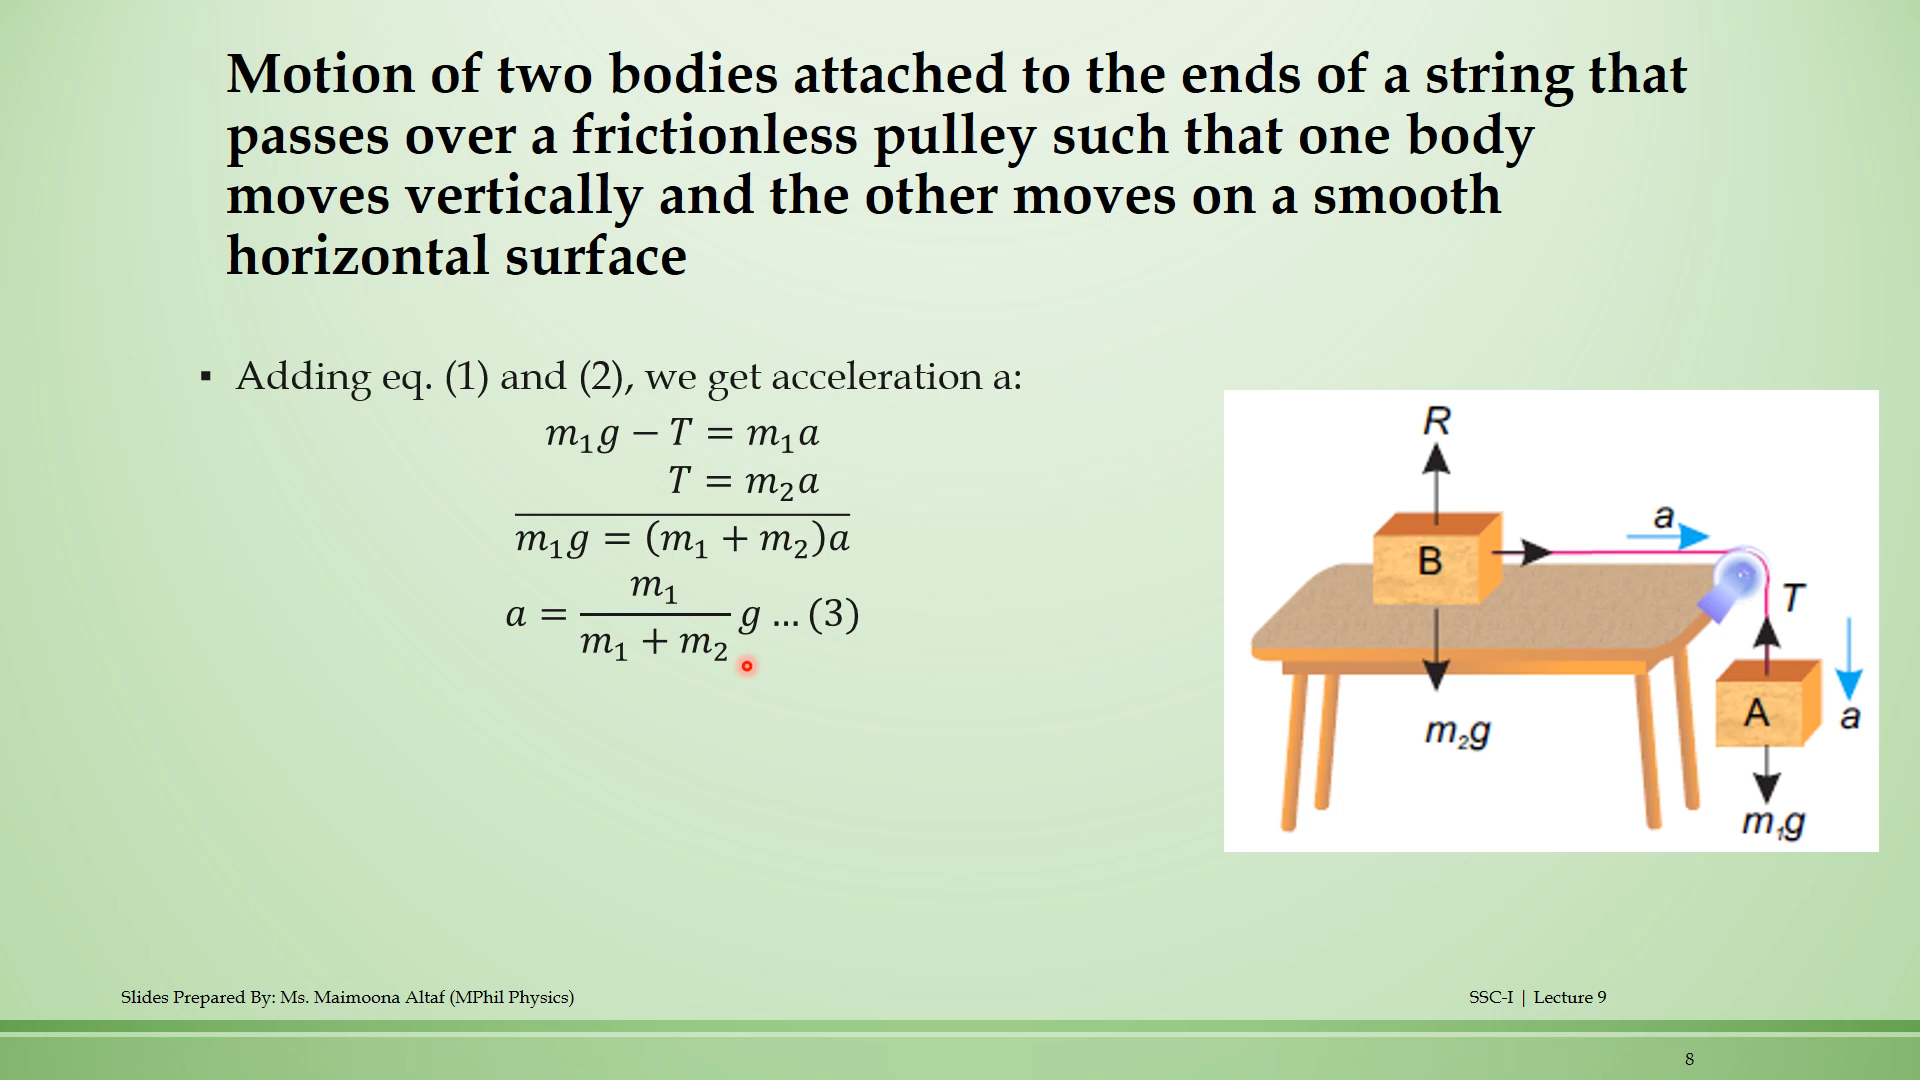 Motion of two bodies attached to the ends of a string that
passes over a frictionless pulley such that one body
moves vertically and the other moves on a smooth
horizontal surface
▪ Adding eq. (1) and (2), we get acceleration a:
m₁g − T = m₁a
T = m₂a
m₁g = (m₁ + m₂)a
a = m₁ / (m₁ + m₂) g … (3)
R
a
B
T
A
a
m₂g
m₁g
Slides Prepared By: Ms. Maimoona Altaf (MPhil Physics)
SSC-I | Lecture 9
8